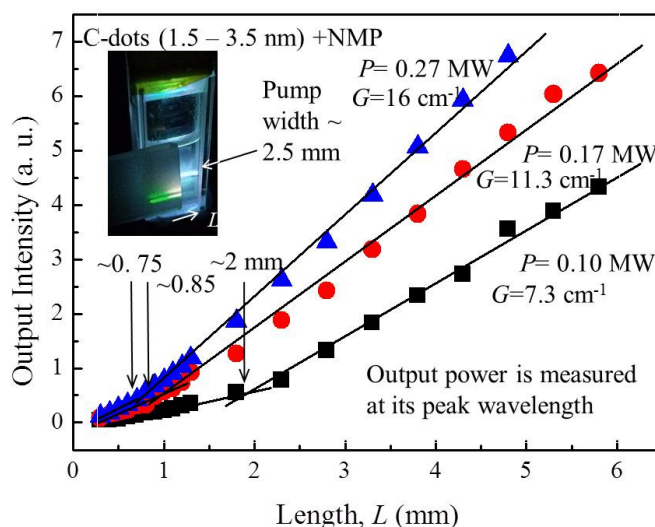 C-dots (1.5 – 3.5 nm) +NMP
Pump
width ~
2.5 mm
L
P= 0.27 MW
G=16 cm-1
P= 0.17 MW
G=11.3 cm-1
P= 0.10 MW
G=7.3 cm-1
~0.75
~0.85
~2 mm
Output power is measured
at its peak wavelength
Output Intensity (a. u.)
7
6
5
4
3
2
1
0
0
1
2
3
4
5
6
Length, L (mm)